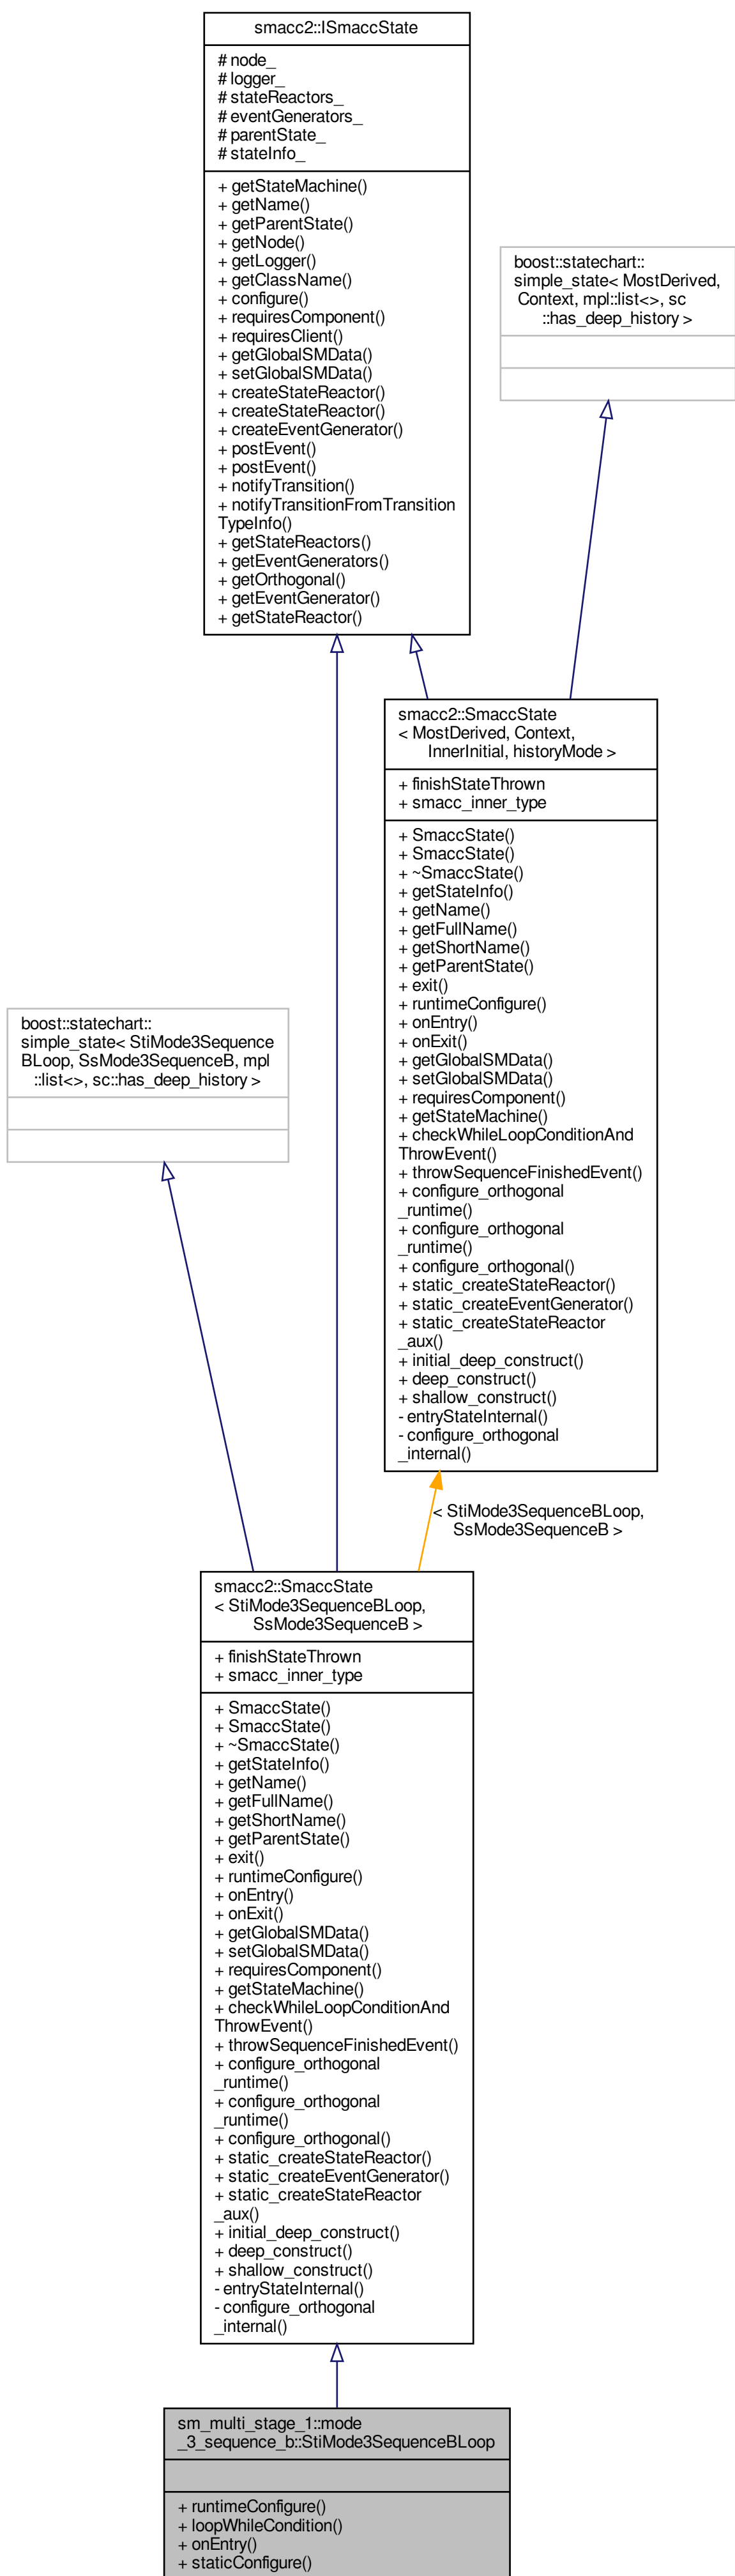 smacc2::ISmaccState
# node_
# logger_
# stateReactors_
# eventGenerators_
# parentState_
# stateInfo_
+ getStateMachine()
+ getName()
+ getParentState()
+ getNode()
+ getLogger()
+ getClassName()
+ configure()
+ requiresComponent()
+ requiresClient()
+ getGlobalSMData()
+ setGlobalSMData()
+ createStateReactor()
+ createStateReactor()
+ createEventGenerator()
+ postEvent()
+ postEvent()
+ notifyTransition()
+ notifyTransitionFromTransition
TypeInfo()
+ getStateReactors()
+ getEventGenerators()
+ getOrthogonal()
+ getEventGenerator()
+ getStateReactor()
boost::statechart::
simple_state< MostDerived,
Context, mpl::list<>, sc
::has_deep_history >
smacc2::SmaccState
< MostDerived, Context,
InnerInitial, historyMode >
+ finishStateThrown
+ smacc_inner_type
+ SmaccState()
+ SmaccState()
+ ~SmaccState()
+ getStateInfo()
+ getName()
+ getFullName()
+ getShortName()
+ getParentState()
+ exit()
+ runtimeConfigure()
+ onEntry()
+ onExit()
+ getGlobalSMData()
+ setGlobalSMData()
+ requiresComponent()
+ getStateMachine()
+ checkWhileLoopConditionAnd
ThrowEvent()
+ throwSequenceFinishedEvent()
+ configure_orthogonal
_runtime()
+ configure_orthogonal
_runtime()
+ configure_orthogonal()
+ static_createStateReactor()
+ static_createEventGenerator()
+ static_createStateReactor
_aux()
+ initial_deep_construct()
+ deep_construct()
+ shallow_construct()
- entryStateInternal()
- configure_orthogonal
_internal()
boost::statechart::
simple_state< StiMode3Sequence
BLoop, SsMode3SequenceB, mpl
::list<>, sc::has_deep_history >
< StiMode3SequenceBLoop,
SsMode3SequenceB >
smacc2::SmaccState
< StiMode3SequenceBLoop,
SsMode3SequenceB >
+ finishStateThrown
+ smacc_inner_type
+ SmaccState()
+ SmaccState()
+ ~SmaccState()
+ getStateInfo()
+ getName()
+ getFullName()
+ getShortName()
+ getParentState()
+ exit()
+ runtimeConfigure()
+ onEntry()
+ onExit()
+ getGlobalSMData()
+ setGlobalSMData()
+ requiresComponent()
+ getStateMachine()
+ checkWhileLoopConditionAnd
ThrowEvent()
+ throwSequenceFinishedEvent()
+ configure_orthogonal
_runtime()
+ configure_orthogonal
_runtime()
+ configure_orthogonal()
+ static_createStateReactor()
+ static_createEventGenerator()
+ static_createStateReactor
_aux()
+ initial_deep_construct()
+ deep_construct()
+ shallow_construct()
- entryStateInternal()
- configure_orthogonal
_internal()
sm_multi_stage_1::mode
_3_sequence_b::StiMode3SequenceBLoop
+ runtimeConfigure()
+ loopWhileCondition()
+ onEntry()
+ staticConfigure()